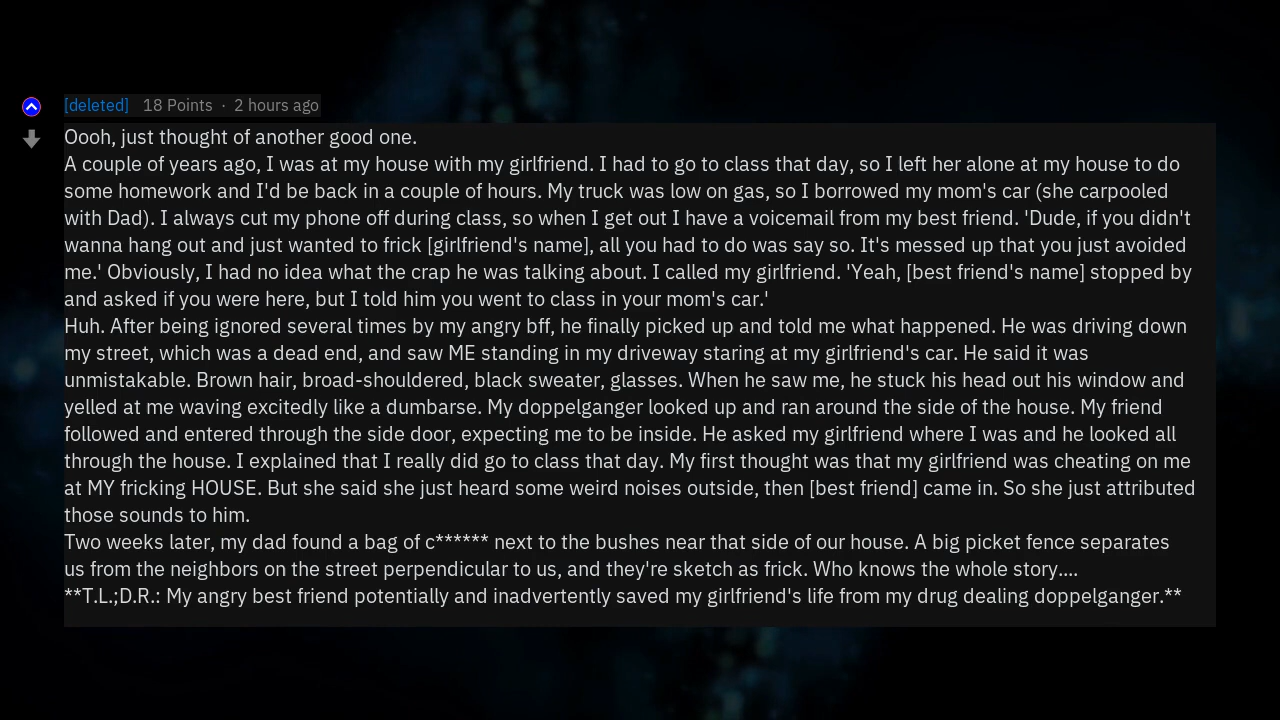 [deleted] 18 Points · 2 hours ago
Oooh, just thought of another good one.
A couple of years ago, I was at my house with my girlfriend. I had to go to class that day, so I left her alone at my house to do
some homework and I'd be back in a couple of hours. My truck was low on gas, so I borrowed my mom's car (she carpooled
with Dad). I always cut my phone off during class, so when I get out I have a voicemail from my best friend. 'Dude, if you didn't
wanna hang out and just wanted to frick [girlfriend's name], all you had to do was say so. It's messed up that you just avoided
me.' Obviously, I had no idea what the crap he was talking about. I called my girlfriend. 'Yeah, [best friend's name] stopped by
and asked if you were here, but I told him you went to class in your mom's car.'
Huh. After being ignored several times by my angry bff, he finally picked up and told me what happened. He was driving down
my street, which was a dead end, and saw ME standing in my driveway staring at my girlfriend's car. He said it was
unmistakable. Brown hair, broad-shouldered, black sweater, glasses. When he saw me, he stuck his head out his window and
yelled at me waving excitedly like a dumbarse. My doppelganger looked up and ran around the side of the house. My friend
followed and entered through the side door, expecting me to be inside. He asked my girlfriend where I was and he looked all
through the house. I explained that I really did go to class that day. My first thought was that my girlfriend was cheating on me
at MY fricking HOUSE. But she said she just heard some weird noises outside, then [best friend] came in. So she just attributed
those sounds to him.
Two weeks later, my dad found a bag of c****** next to the bushes near that side of our house. A big picket fence separates
us from the neighbors on the street perpendicular to us, and they're sketch as frick. Who knows the whole story....
**T.L.;D.R.: My angry best friend potentially and inadvertently saved my girlfriend's life from my drug dealing doppelganger.**